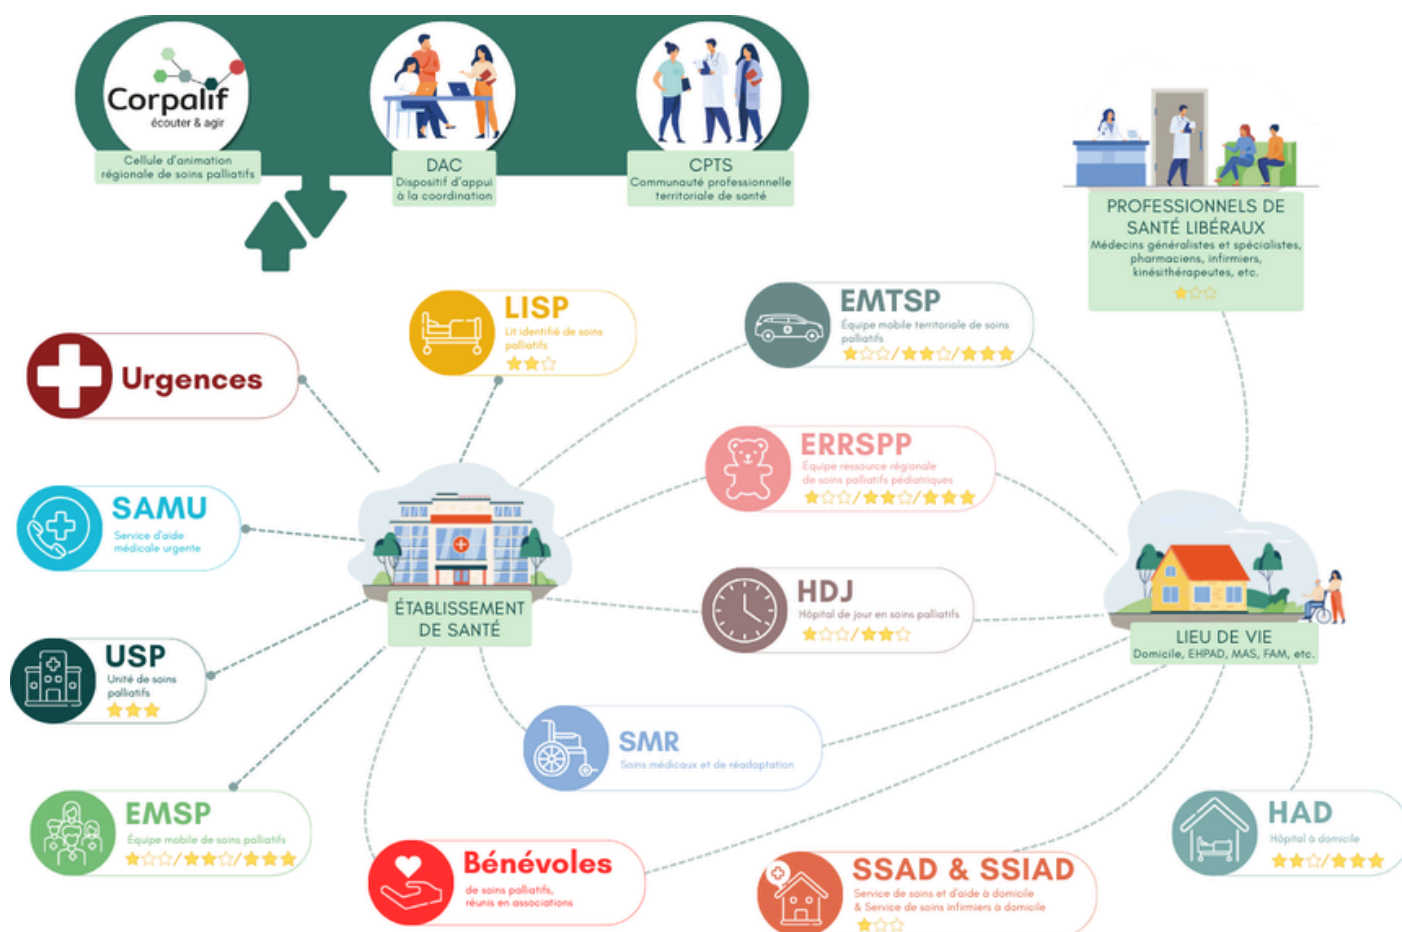 Corpalif
écouter & agir
Cellule d'animation
régionale de soins palliatifs
DAC
Dispositif d'appui
à la coordination
CPTS
Communauté professionnelle
territoriale de santé
PROFESSIONNELS DE
SANTÉ LIBÉRAUX
Médecins généralistes et spécialistes,
pharmaciens, infirmiers,
kinésithérapeutes, etc.
LISP
Lit identifié de soins
palliatifs
EMTSP
Équipe mobile territoriale de soins
palliatifs
Urgences
ERRSPP
Équipe ressource régionale
de soins palliatifs pédiatriques
SAMU
Service d'aide
médicale urgente
HDJ
Hôpital de jour en soins palliatifs
ÉTABLISSEMENT
DE SANTÉ
LIEU DE VIE
Domicile, EHPAD, MAS, FAM, etc.
USP
Unité de soins
palliatifs
SMR
Soins médicaux et de réadaptation
EMSP
Équipe mobile de soins palliatifs
HAD
Hôpital à domicile
Bénévoles
de soins palliatifs,
réunis en associations
SSAD & SSIAD
Service de soins et d'aide à domicile
& Service de soins infirmiers à domicile